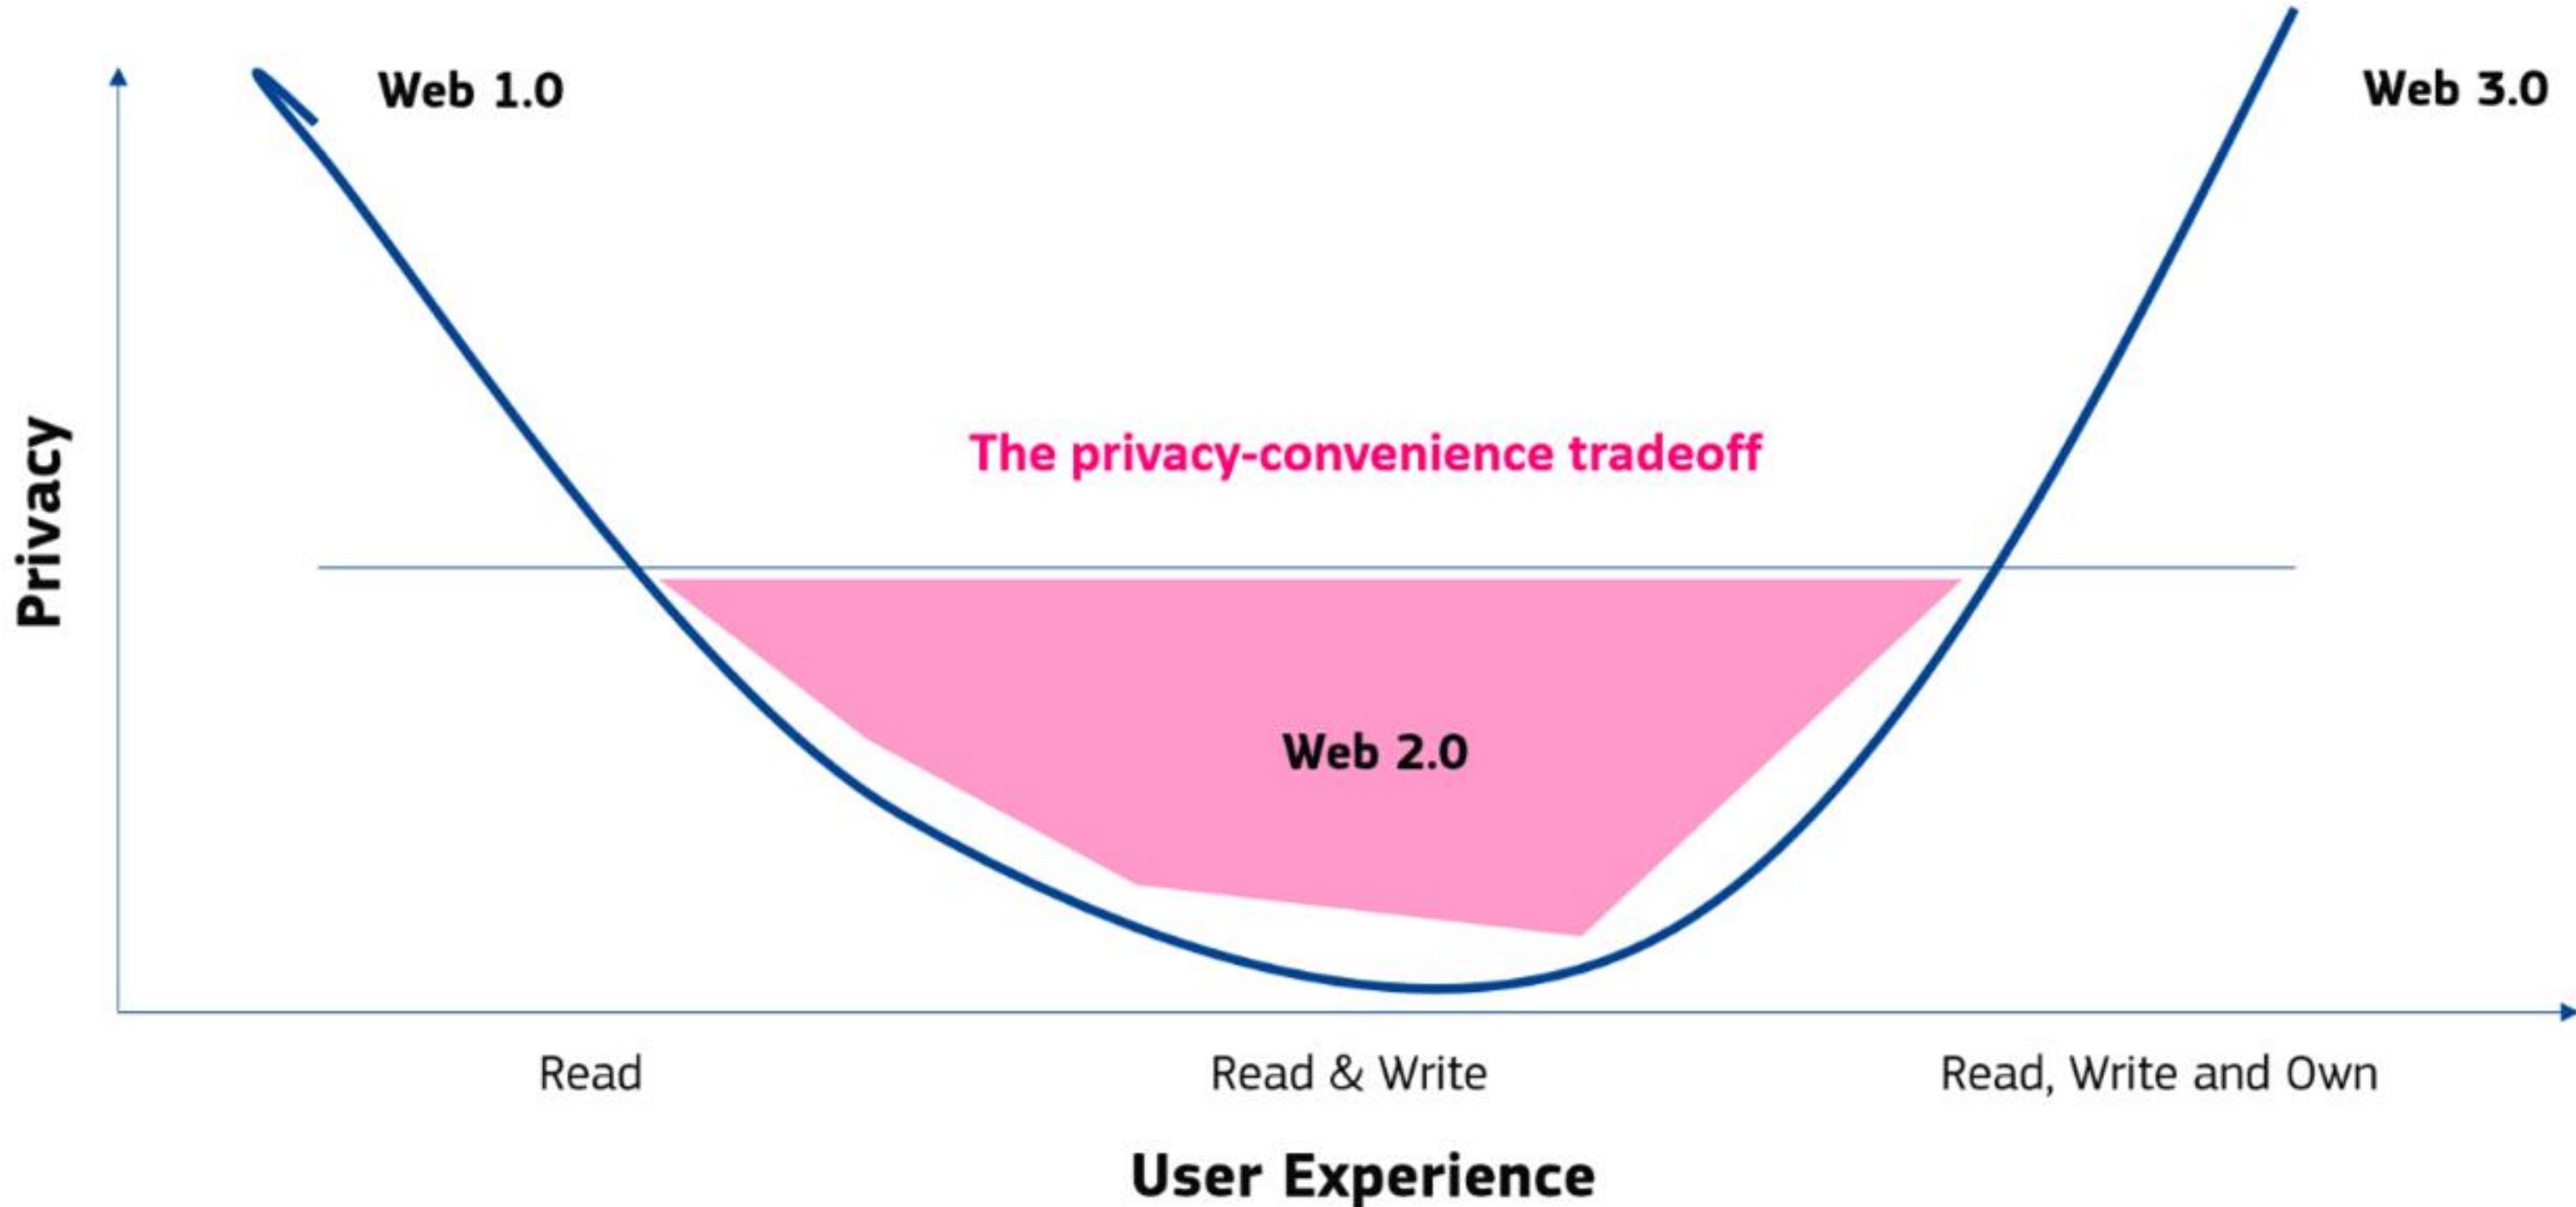 Web 1.0
Web 3.0
Privacy
The privacy-convenience tradeoff
Web 2.0
Read
Read & Write
Read, Write and Own
User Experience